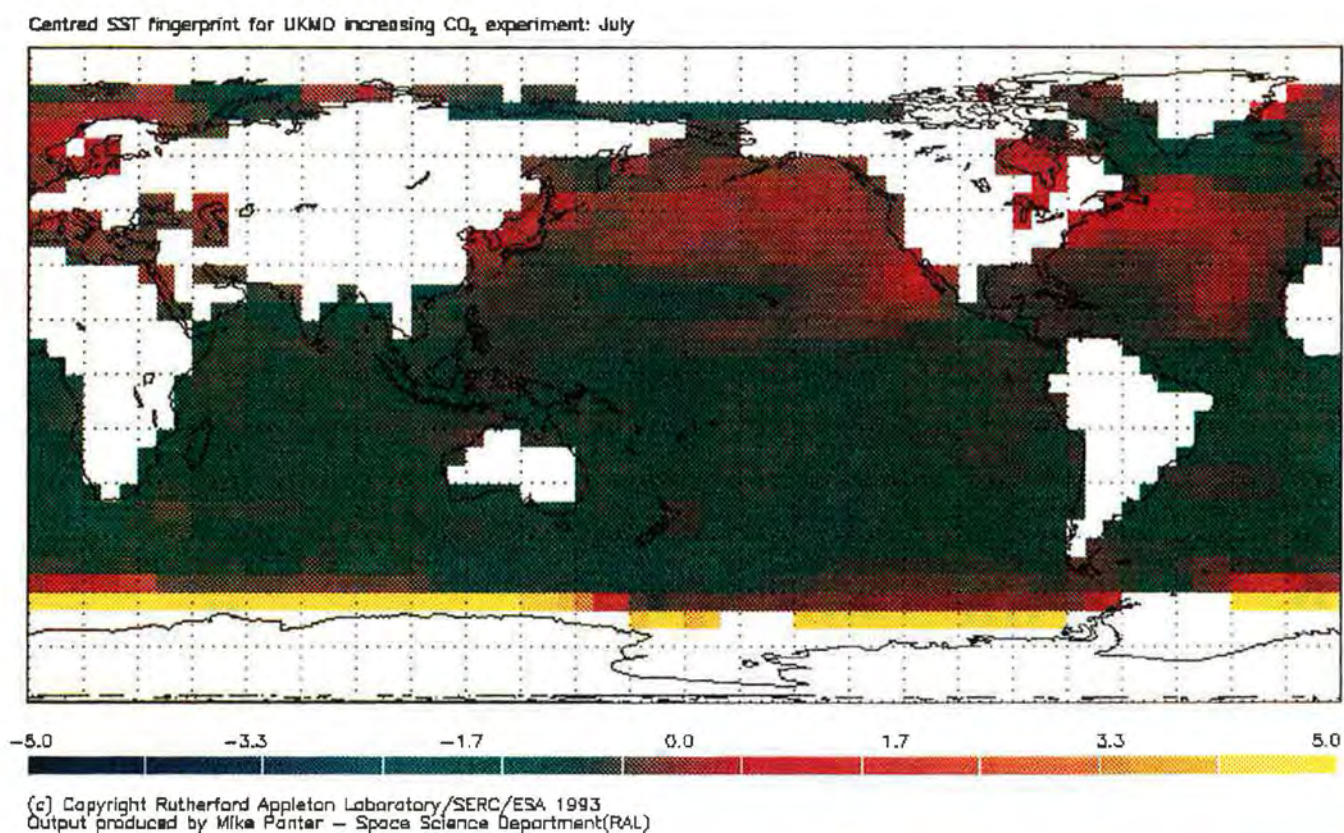 Centred SST fingerprint for UKMO increasing CO₂ experiment: July
-5.0 -3.3 -1.7 0.0 1.7 3.3 5.0
(c) Copyright Rutherford Appleton Laboratory/SERC/ESA 1993
Output produced by Mike Panter — Space Science Department(RAL)